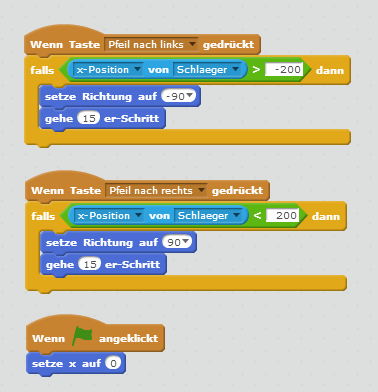 Wenn Taste Pfeil nach links gedrückt
falls x-Position von Schlaeger > -200 dann
setze Richtung auf -90
gehe 15 er-Schritt
Wenn Taste Pfeil nach rechts gedrückt
falls x-Position von Schlaeger < 200 dann
setze Richtung auf 90
gehe 15 er-Schritt
Wenn angeklickt
setze x auf 0